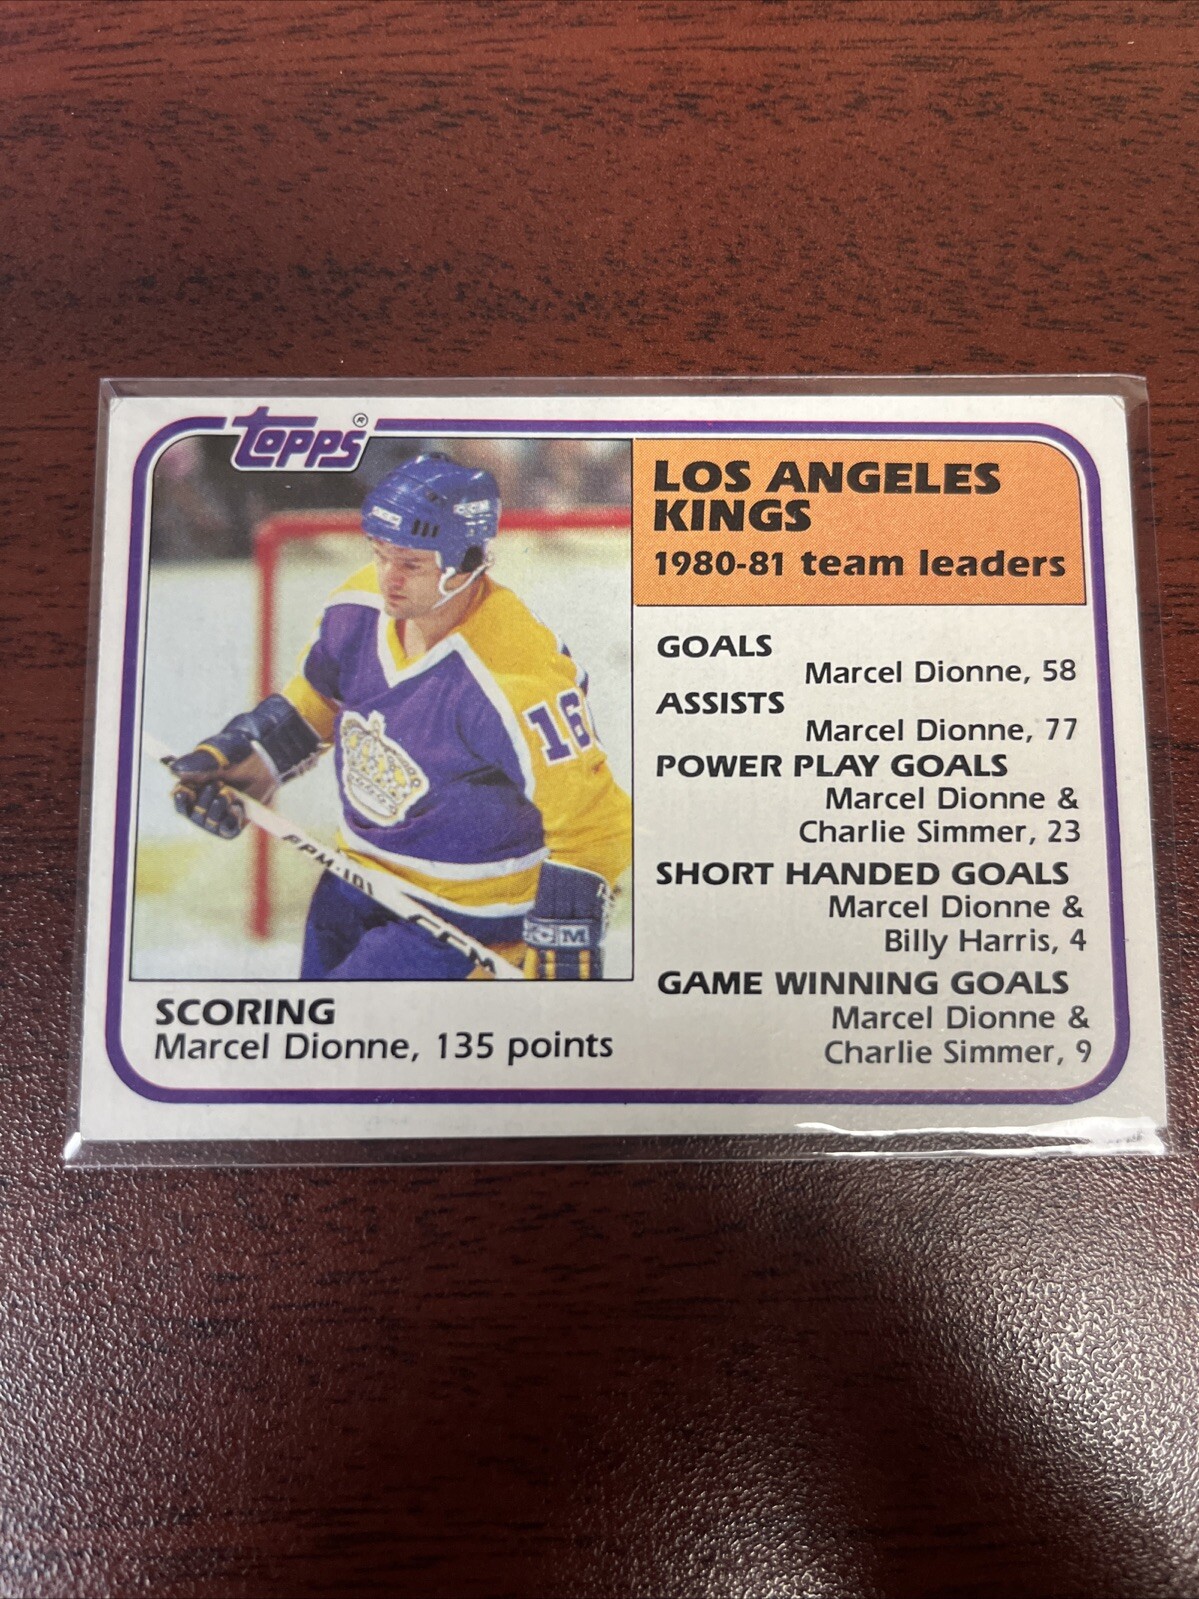 TOPPS®
LOS ANGELES
KINGS
1980-81 team leaders
GOALS
Marcel Dionne, 58
ASSISTS
Marcel Dionne, 77
POWER PLAY GOALS
Marcel Dionne &
Charlie Simmer, 23
SHORT HANDED GOALS
Marcel Dionne &
Billy Harris, 4
GAME WINNING GOALS
Marcel Dionne &
Charlie Simmer, 9
SCORING
Marcel Dionne, 135 points
CCM
16
CCM
CCM